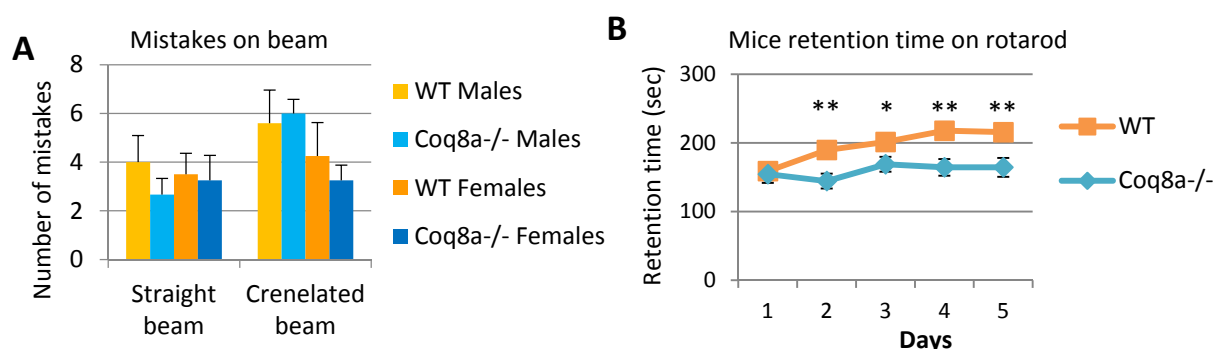 A
Mistakes on beam
Number of mistakes
8
6
4
2
0
Straight
beam
Crenelated
beam
WT Males
Coq8a-/- Males
WT Females
Coq8a-/- Females
B
Mice retention time on rotarod
Retention time (sec)
300
200
100
0
** * ** **
1 2 3 4 5
Days
WT
Coq8a-/-